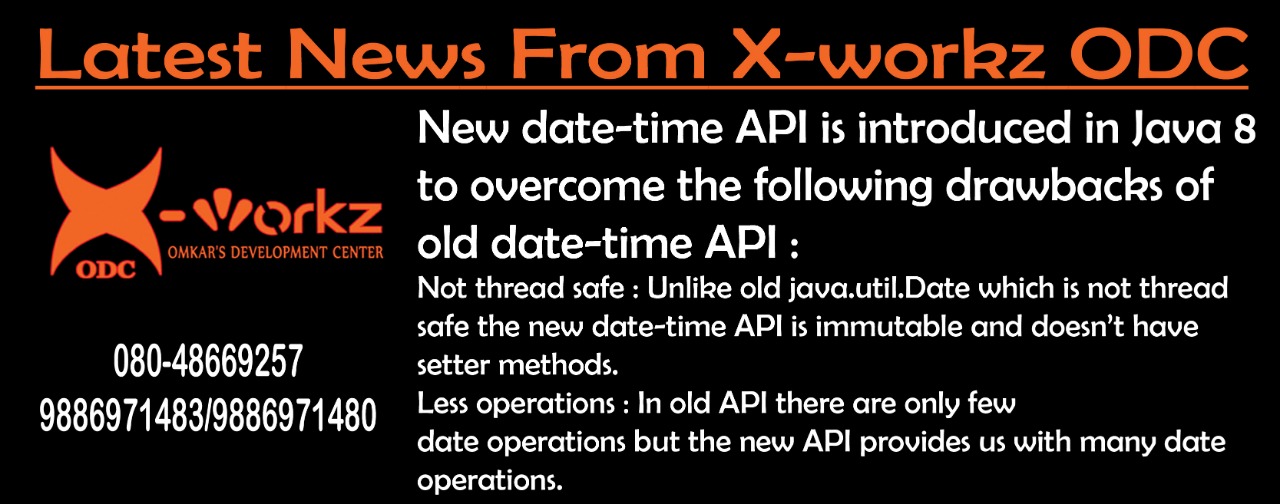 Latest News From X-workz ODC
X-workz
OMKAR'S DEVELOPMENT CENTER
ODC
080-48669257
9886971483/9886971480
New date-time API is introduced in Java 8
to overcome the following drawbacks of
old date-time API :
Not thread safe : Unlike old java.util.Date which is not thread
safe the new date-time API is immutable and doesn't have
setter methods.
Less operations : In old API there are only few
date operations but the new API provides us with many date
operations.